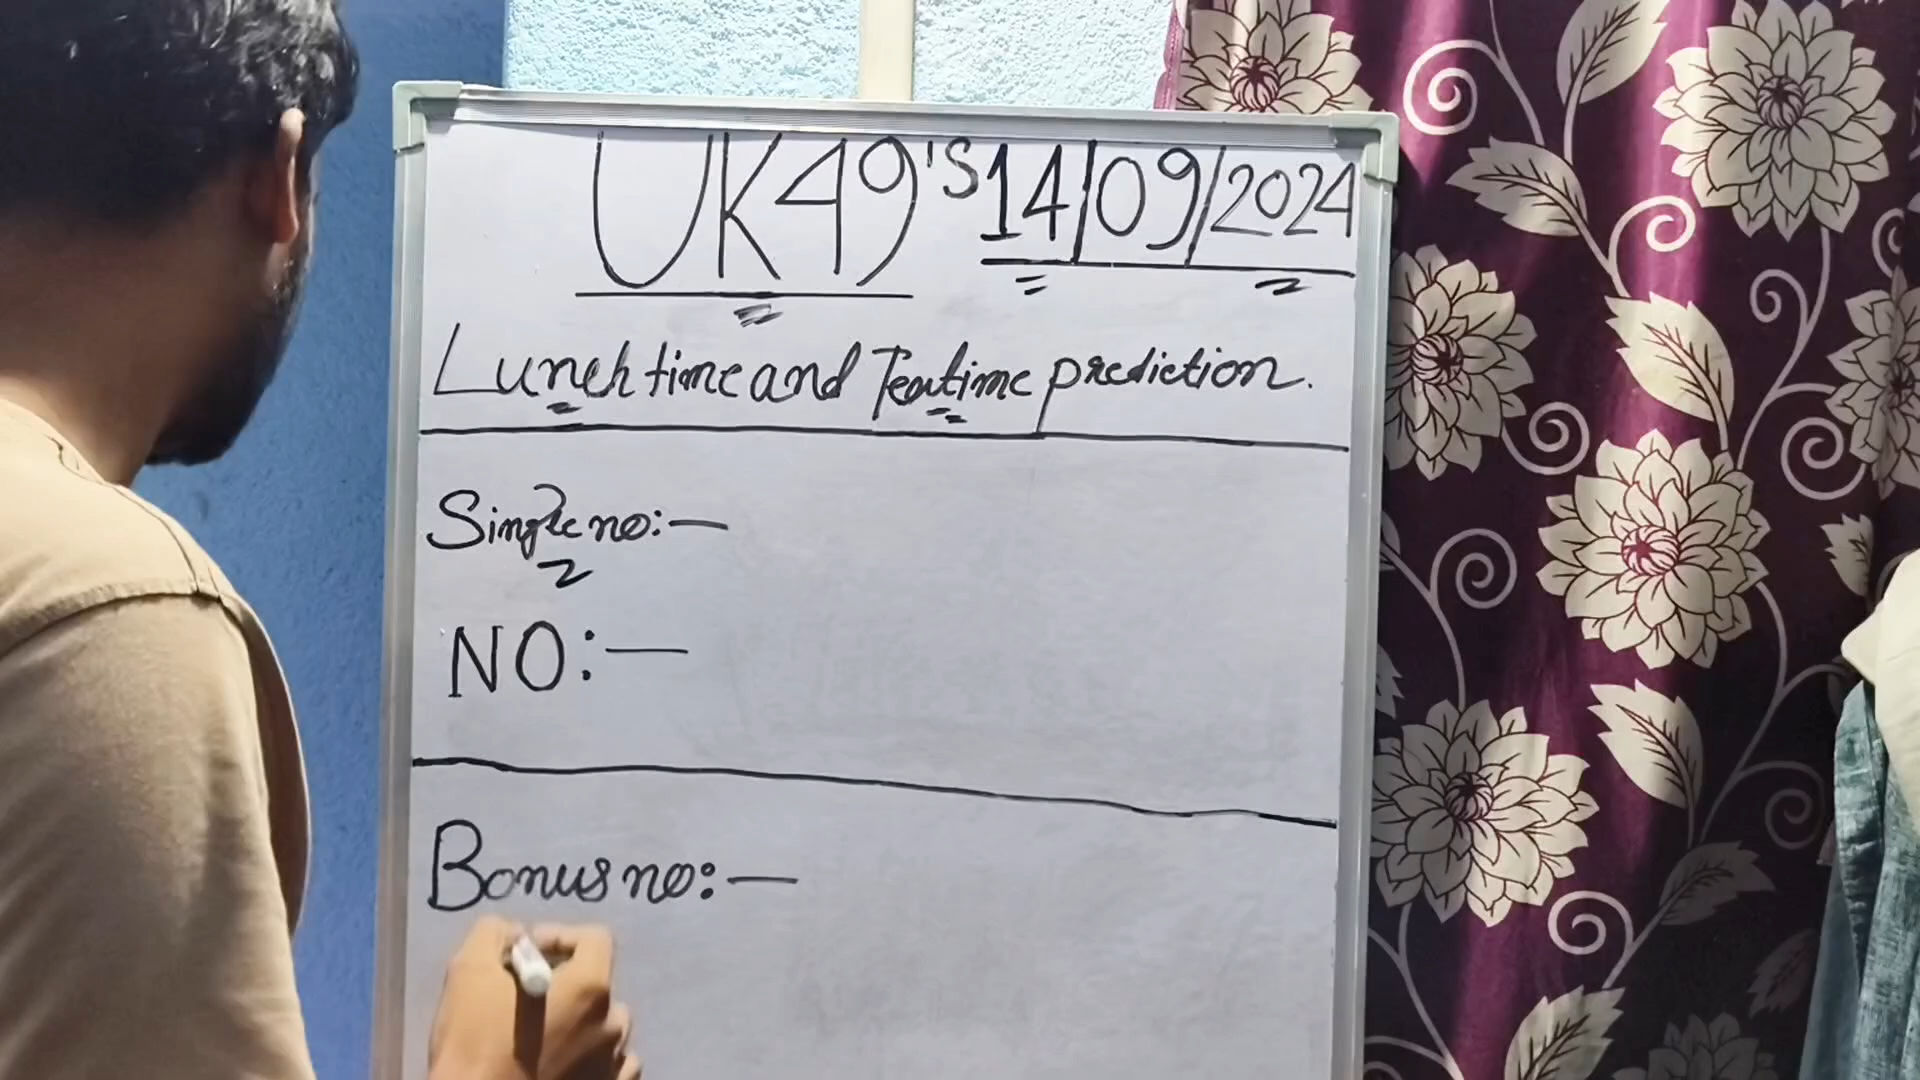 UK49'S 14/09/2024
Lunch time and Teatime prediction.
Single no:—
NO:—
Bonus no:—